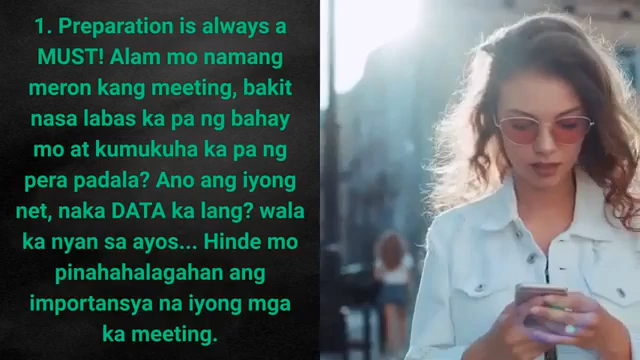 1. Preparation is always a
MUST! Alam mo namang
meron kang meeting, bakit
nasa labas ka pa ng bahay
mo at kumukuha ka pa ng
pera padala? Ano ang iyong
net, naka DATA ka lang? wala
ka nyan sa ayos... Hinde mo
pinahahalagahan ang
importansya na iyong mga
ka meeting.